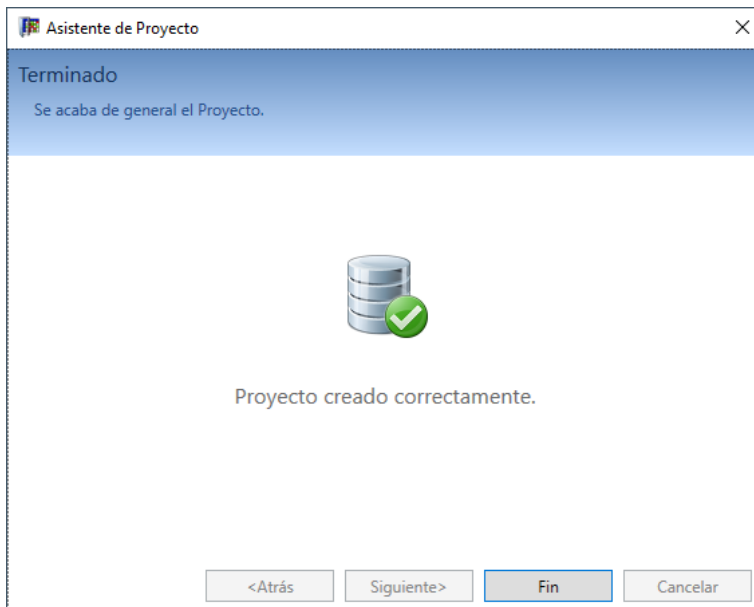 Asistente de Proyecto
Terminado
Se acaba de general el Proyecto.
Proyecto creado correctamente.
<Atrás
Siguiente>
Fin
Cancelar